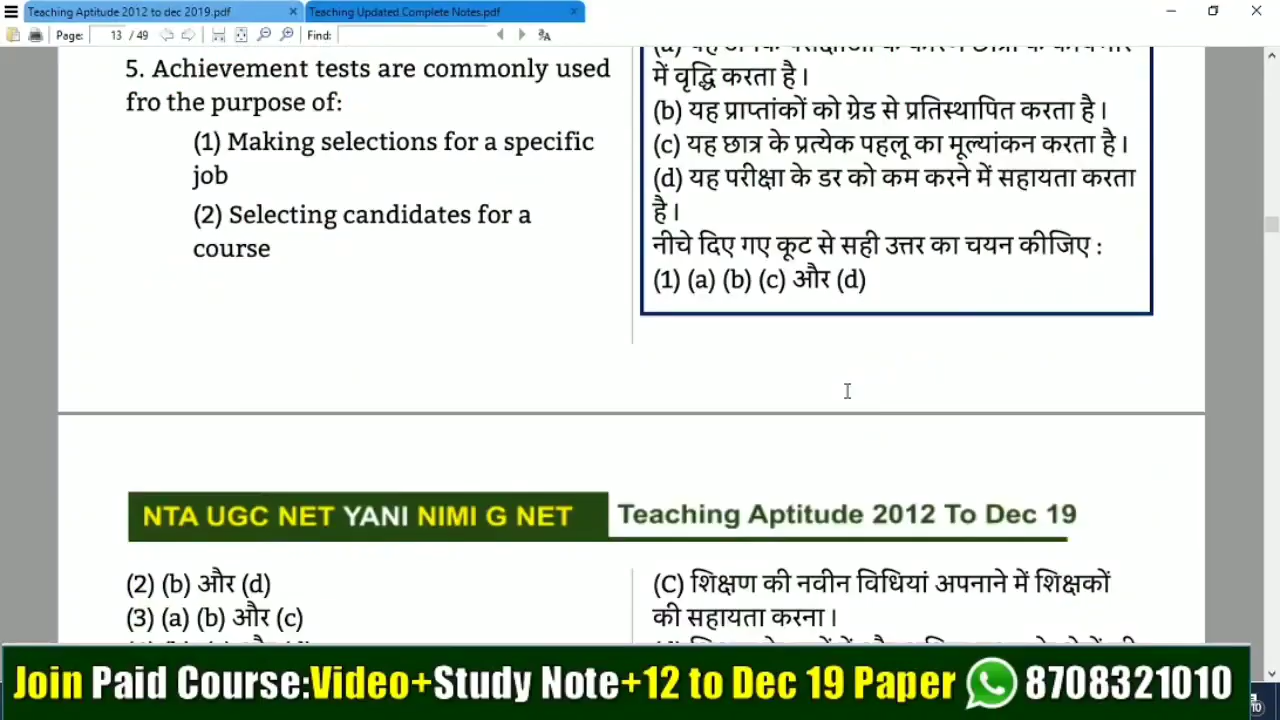 Teaching Aptitude 2012 to dec 2019.pdf
Teaching Updated Complete Notes.pdf
Page: 13 / 49 Find:
5. Achievement tests are commonly used
fro the purpose of:
(1) Making selections for a specific
job
(2) Selecting candidates for a
course
में वृद्धि करता है।
(b) यह प्राप्तांकों को ग्रेड से प्रतिस्थापित करता है।
(c) यह छात्र के प्रत्येक पहलू का मूल्यांकन करता है।
(d) यह परीक्षा के डर को कम करने में सहायता करता
है।
नीचे दिए गए कूट से सही उत्तर का चयन कीजिए :
(1) (a) (b) (c) और (d)
NTA UGC NET YANI NIMI G NET
Teaching Aptitude 2012 To Dec 19
(2) (b) और (d)
(3) (a) (b) और (c)
(C) शिक्षण की नवीन विधियां अपनाने में शिक्षकों
की सहायता करना।
Join Paid Course:Video+Study Note+12 to Dec 19 Paper 8708321010